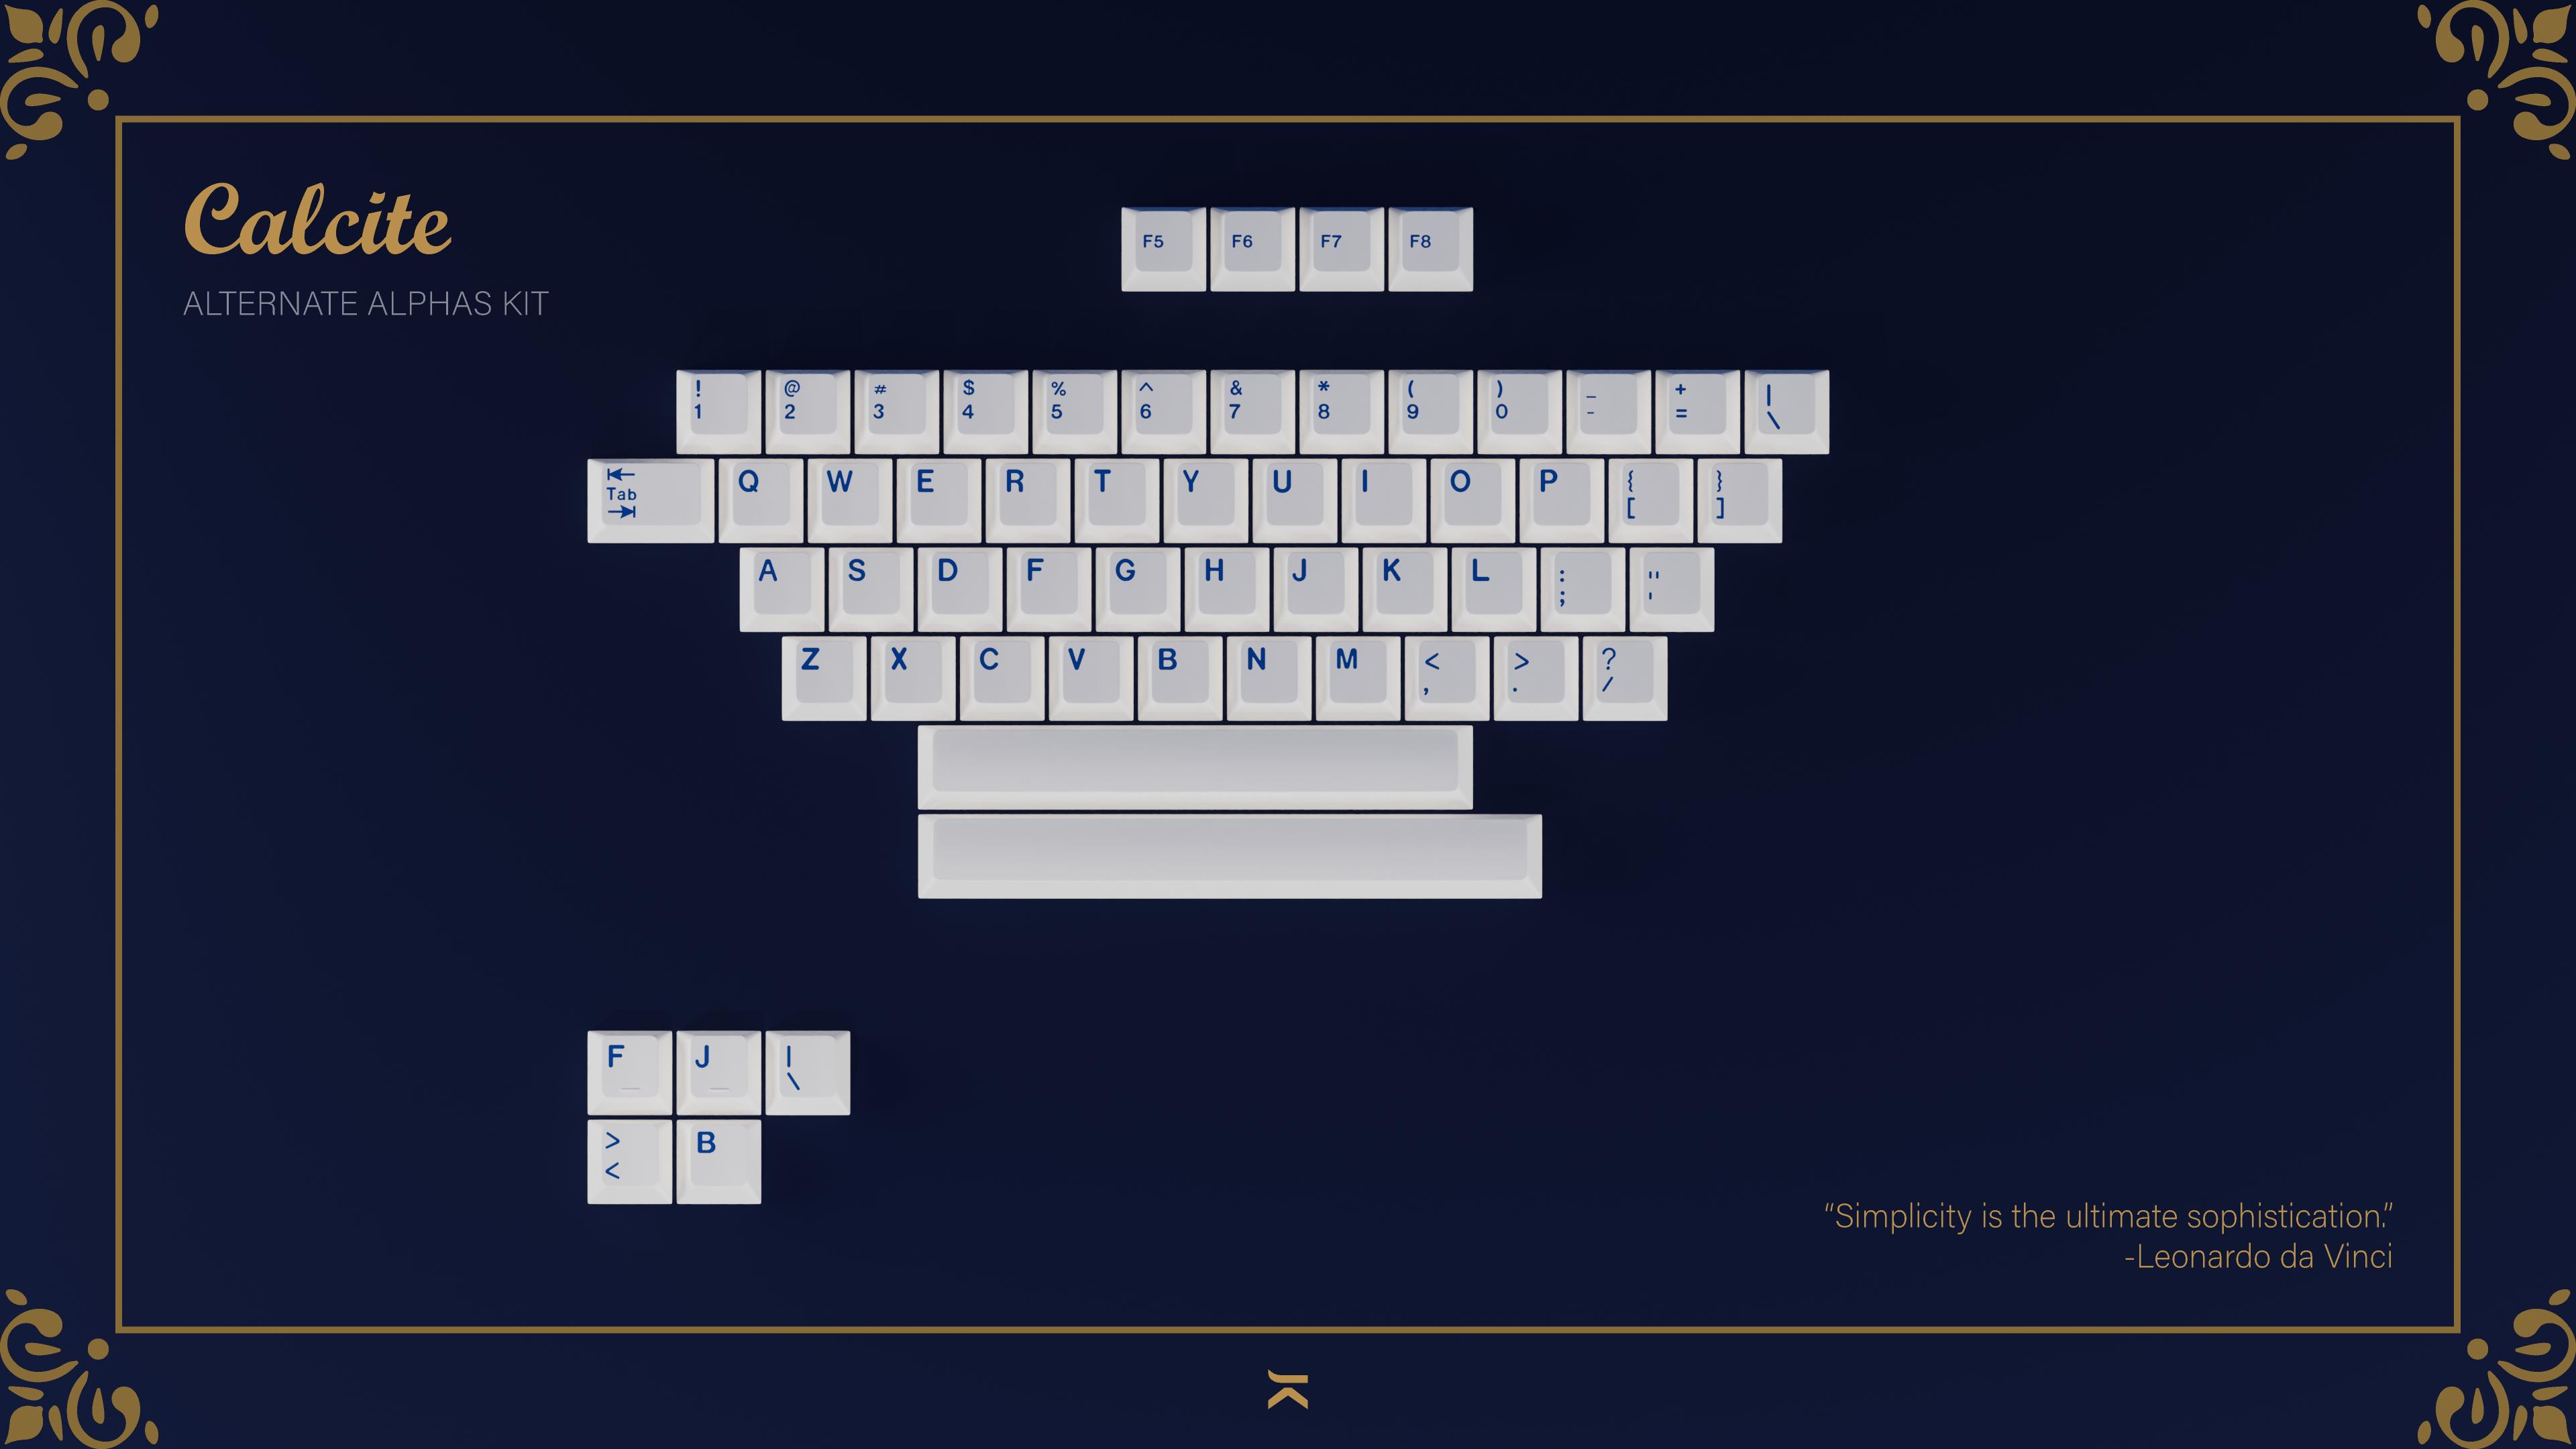 Calcite
ALTERNATE ALPHAS KIT
F5 F6 F7 F8
! @ # $ % ^ & * ( ) _ + |
1 2 3 4 5 6 7 8 9 0 - = \
Tab Q W E R T Y U I O P { }
[ ]
A S D F G H J K L : "
; '
Z X C V B N M < > ?
, . /
F J |
\
> B
<
“Simplicity is the ultimate sophistication.”
-Leonardo da Vinci
JK